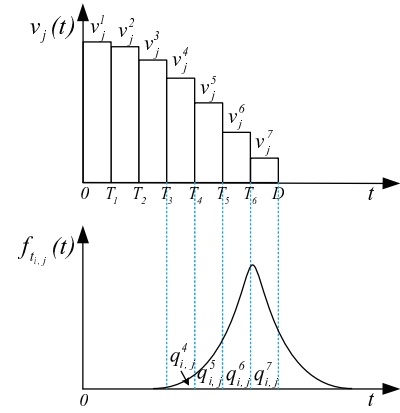 v_j(t)
v_j^1
v_j^2
v_j^3
v_j^4
v_j^5
v_j^6
v_j^7
0 T_1 T_2 T_3 T_4 T_5 T_6 D t
f_{t_{i,j}}(t)
q_{i,j}^4 q_{i,j}^5 q_{i,j}^6 q_{i,j}^7
0 t